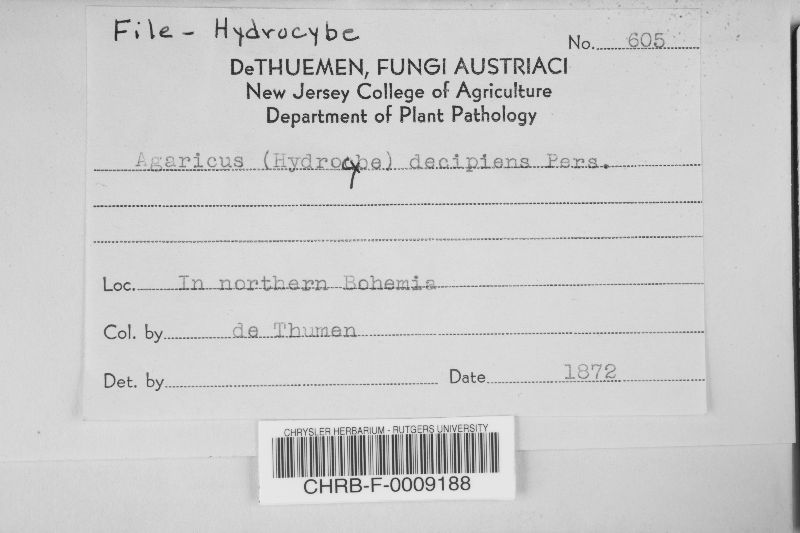 File - Hydrocybe
No. 605
DeTHUEMEN, FUNGI AUSTRIACI
New Jersey College of Agriculture
Department of Plant Pathology
Agaricus (Hydrocybe) decipiens Pers.
Loc. In northern Bohemia
Col. by de Thumen
Det. by
Date 1872
CHRYSLER HERBARIUM - RUTGERS UNIVERSITY
CHRB-F-0009188